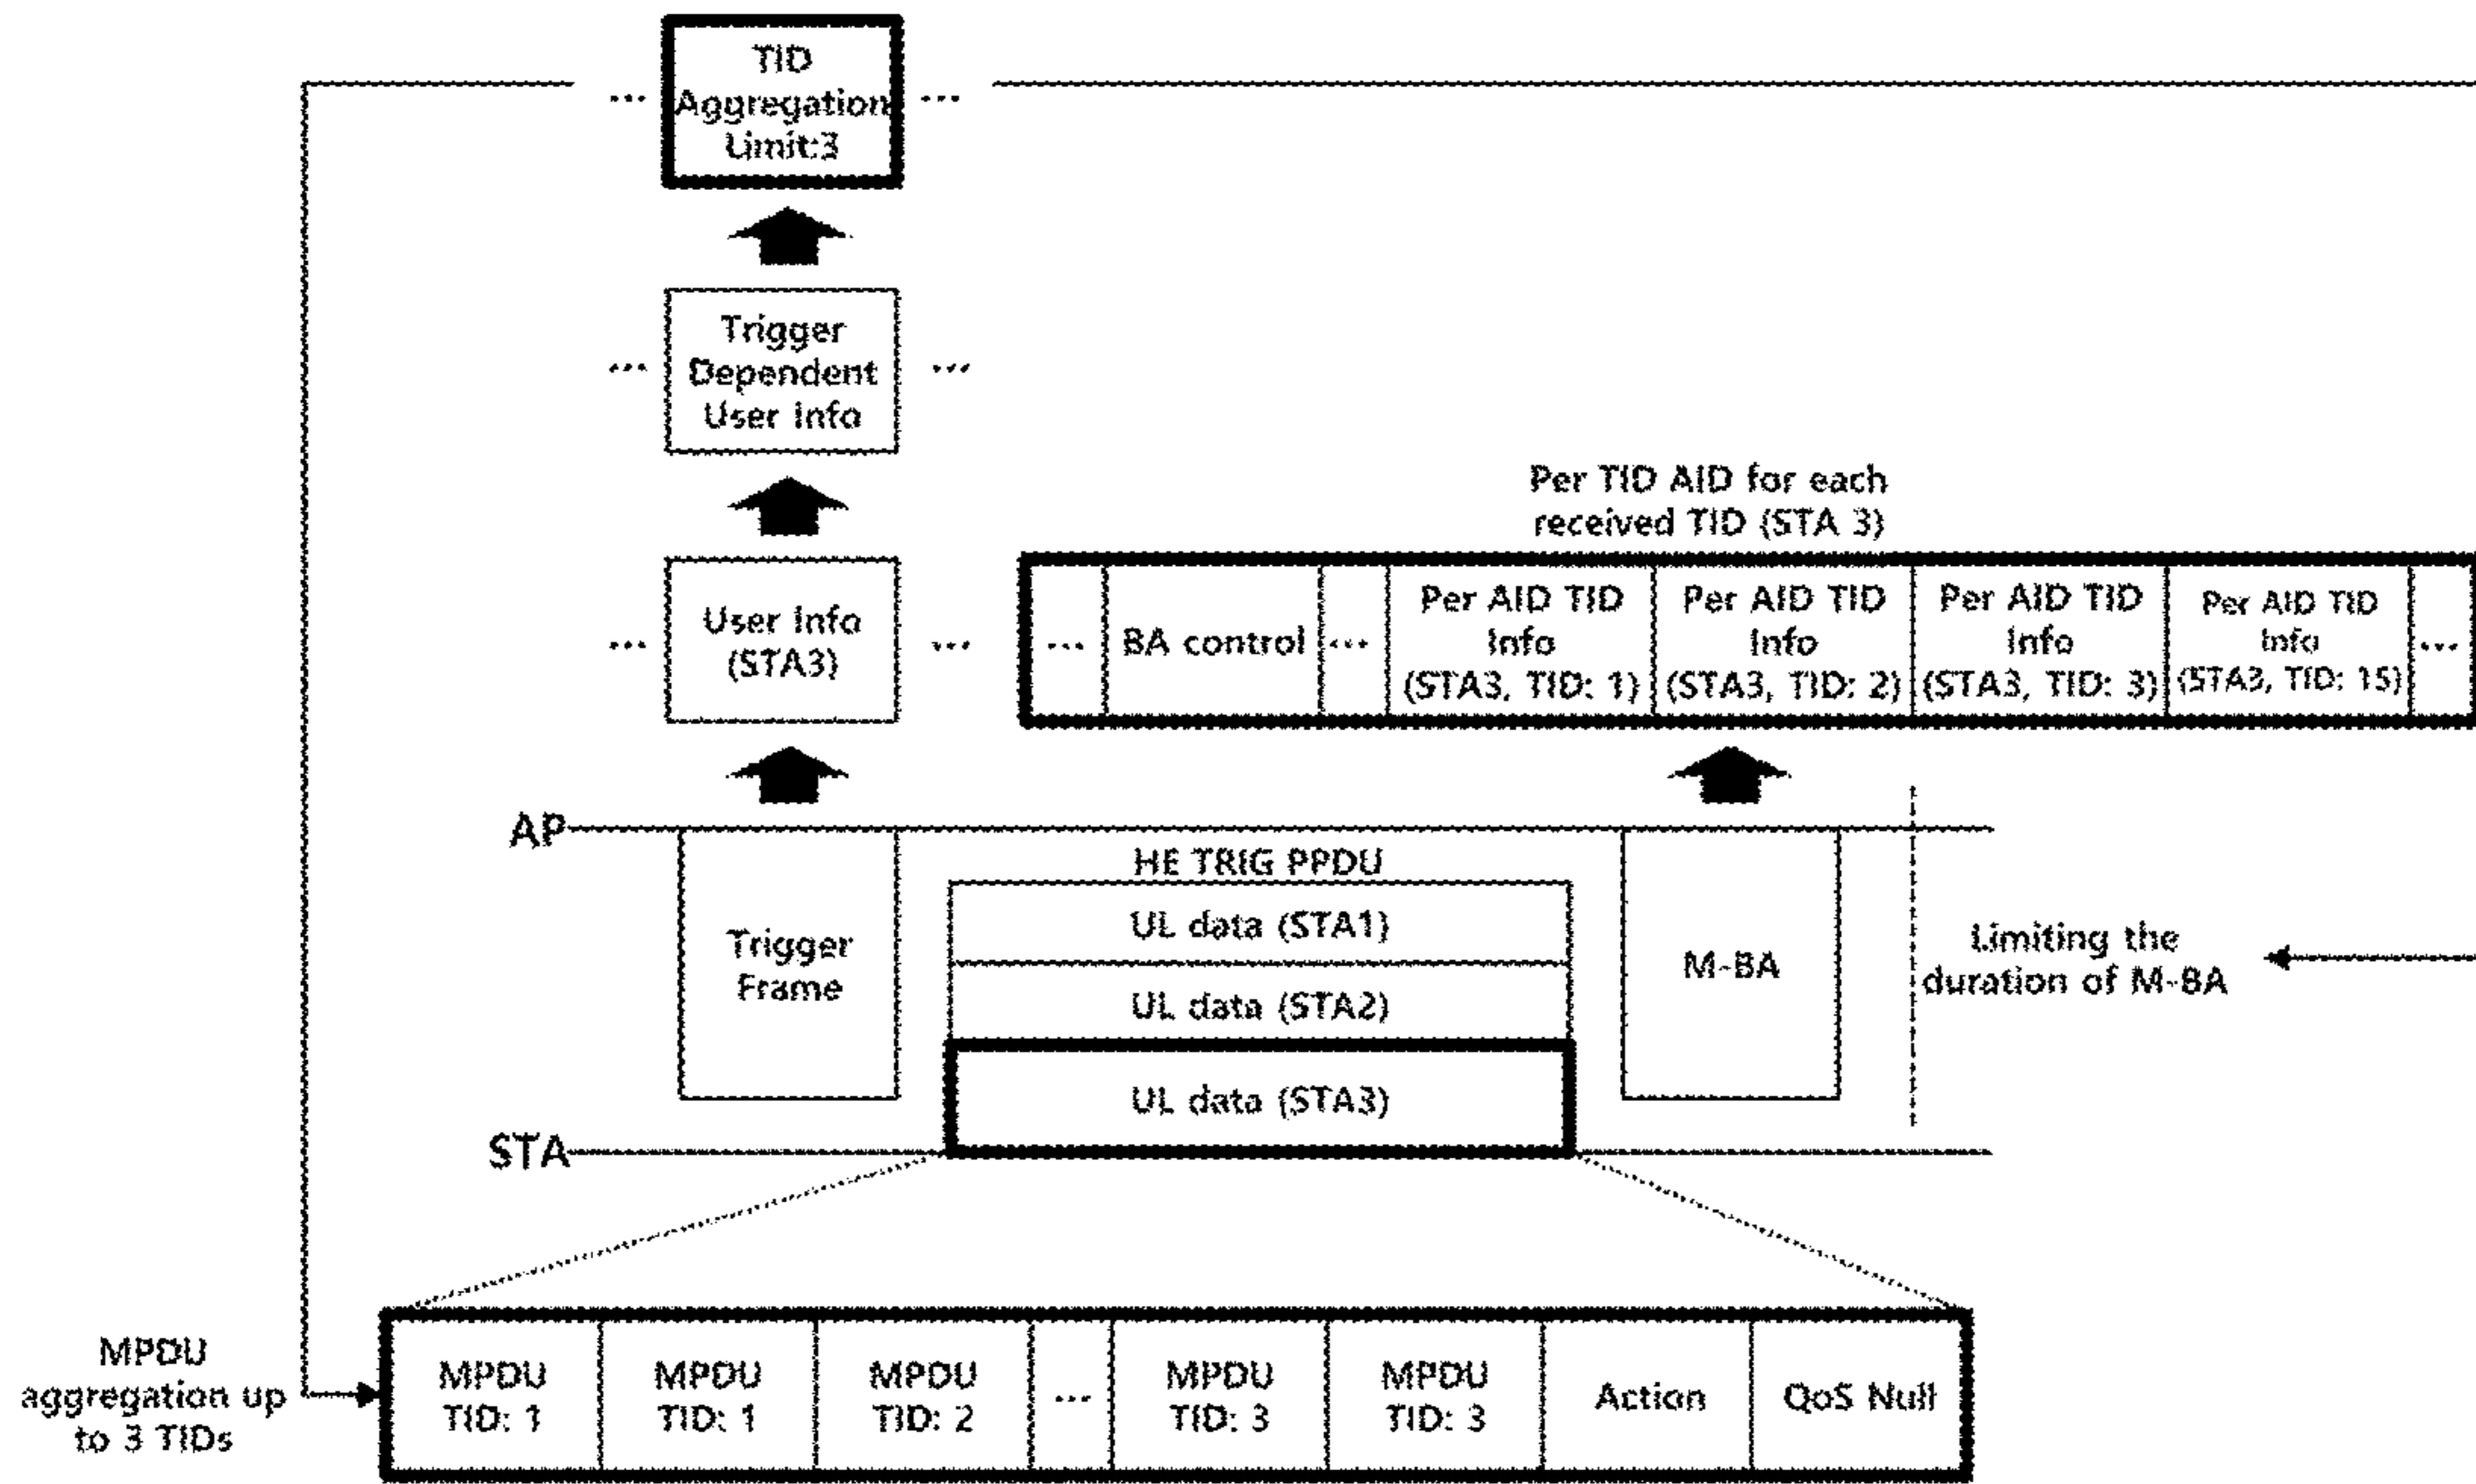 TID
... Aggregation ...
Limit:3
Trigger
... Dependent ...
User Info
Per TID AID for each
received TID (STA 3)
... User Info ...
(STA3)
... BA control ... Per AID TID Per AID TID Per AID TID Per AID TID ...
Info Info Info Info
(STA3, TID: 1) (STA3, TID: 2) (STA3, TID: 3) (STA3, TID: 15)
AP
HE TRIG PPDU
Trigger
Frame
UL data (STA1)
UL data (STA2)
UL data (STA3)
M-BA
Limiting the
duration of M-BA
STA
MPDU
aggregation up
to 3 TIDs
MPDU MPDU MPDU ... MPDU MPDU Action QoS Null
TID: 1 TID: 1 TID: 2 TID: 3 TID: 3